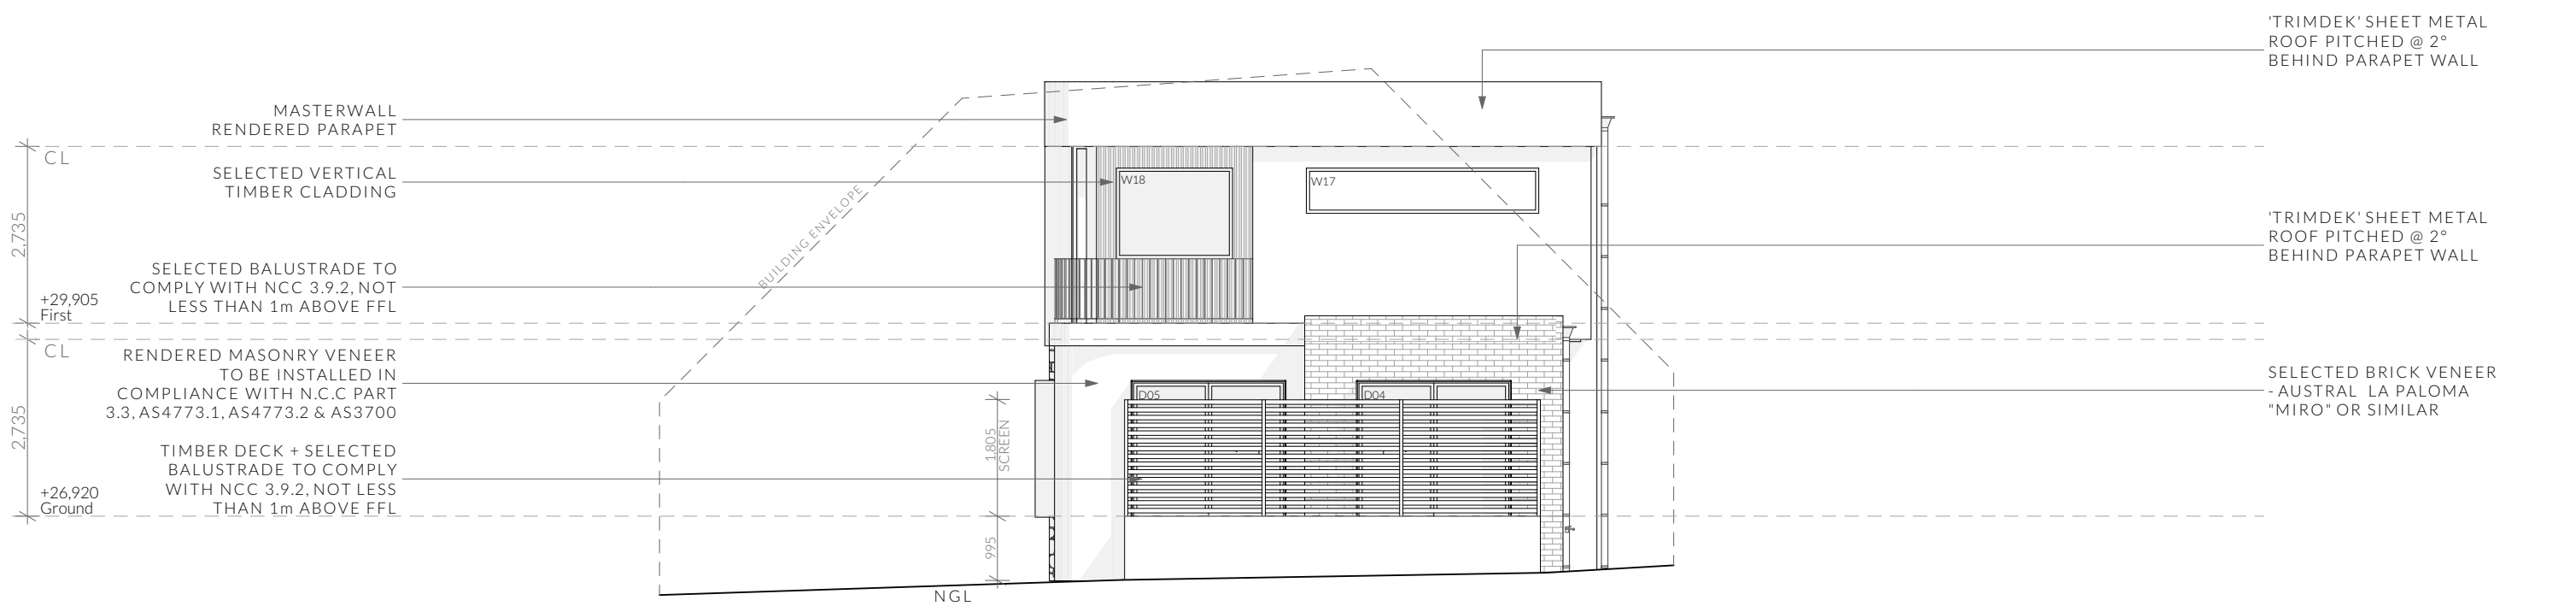 'TRIMDEK' SHEET METAL
ROOF PITCHED @ 2°
BEHIND PARAPET WALL
MASTERWALL
RENDERED PARAPET
CL
SELECTED VERTICAL
TIMBER CLADDING
W18
W17
BUILDING ENVELOPE
2,735
'TRIMDEK' SHEET METAL
ROOF PITCHED @ 2°
BEHIND PARAPET WALL
SELECTED BALUSTRADE TO
COMPLY WITH NCC 3.9.2, NOT
LESS THAN 1m ABOVE FFL
+29,905
First
CL
RENDERED MASONRY VENEER
TO BE INSTALLED IN
COMPLIANCE WITH N.C.C PART
3.3, AS4773.1, AS4773.2 & AS3700
D05
D04
SELECTED BRICK VENEER
- AUSTRAL LA PALOMA
"MIRO" OR SIMILAR
2,735
1,805
SCREEN
TIMBER DECK + SELECTED
BALUSTRADE TO COMPLY
WITH NCC 3.9.2, NOT LESS
THAN 1m ABOVE FFL
+26,920
Ground
995
NGL